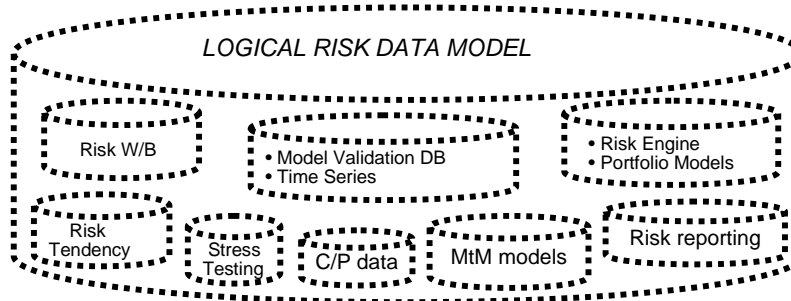 LOGICAL RISK DATA MODEL
Risk W/B
• Model Validation DB
• Time Series
• Risk Engine
• Portfolio Models
Risk
Tendency
Stress
Testing
C/P data
MtM models
Risk reporting